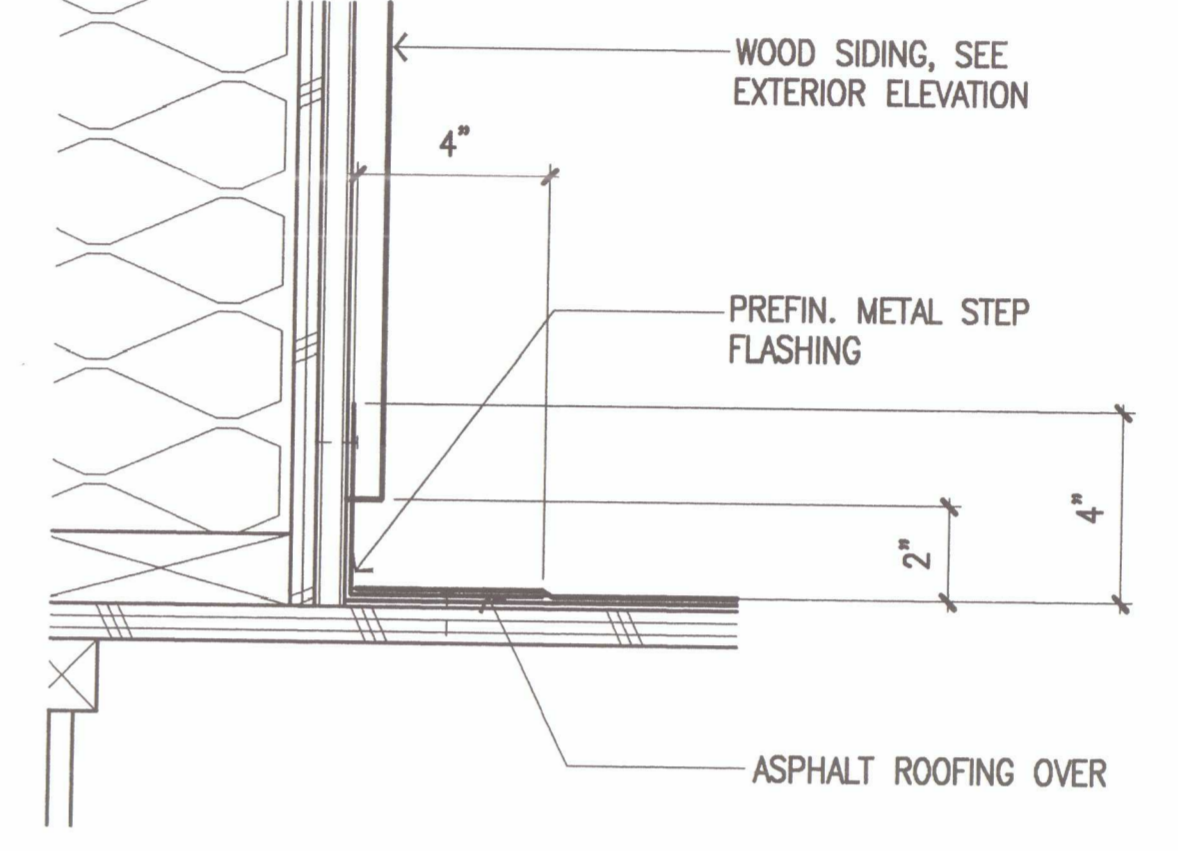 WOOD SIDING, SEE
EXTERIOR ELEVATION
4"
PREFIN. METAL STEP
FLASHING
4"
2"
ASPHALT ROOFING OVER